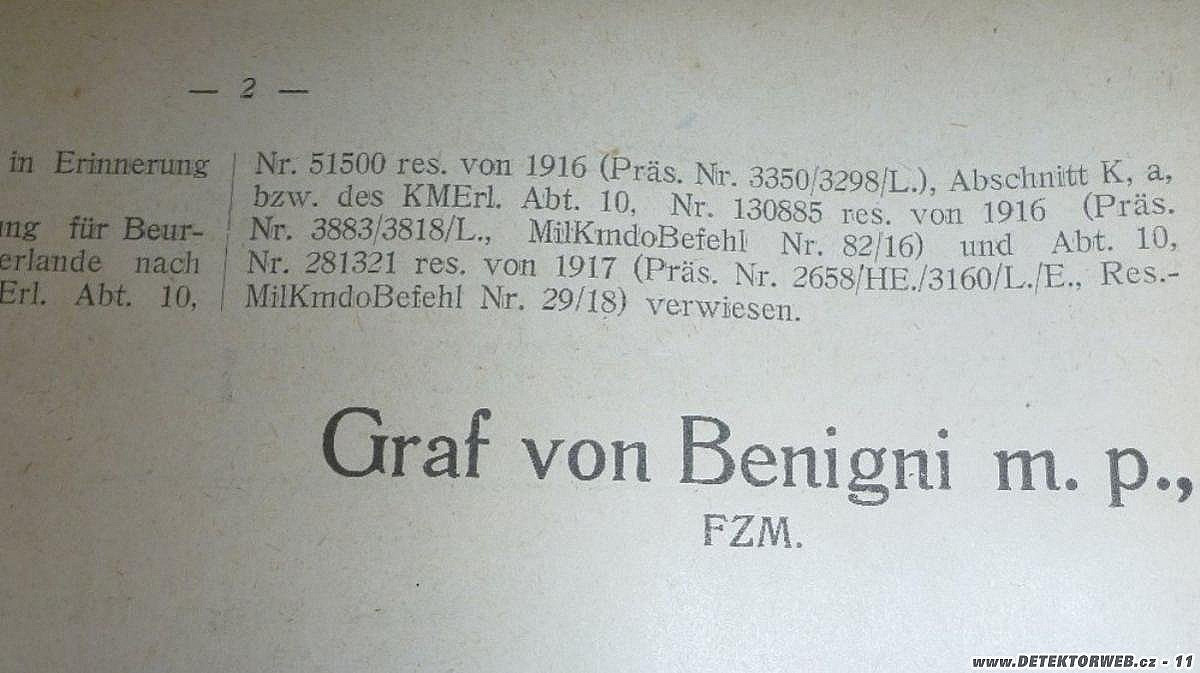 — 2 —
in Erinnerung
für Beur-
nach
Erl. Abt. 10,
Nr. 51500 res. von 1916 (Präs. Nr. 3350/3298/L.), Abschnitt K, a,
bzw. des KMErl. Abt. 10, Nr. 130885 res. von 1916 (Präs.
Nr. 3883/3818/L., MilKmdoBefehl Nr. 82/16) und Abt. 10,
Nr. 281321 res. von 1917 (Präs. Nr. 2658/HE./3160/L./E., Res.-
MilKmdoBefehl Nr. 29/18) verwiesen.
Graf von Benigni m. p.,
FZM.
www.DETEKTORWEB.cz - 11